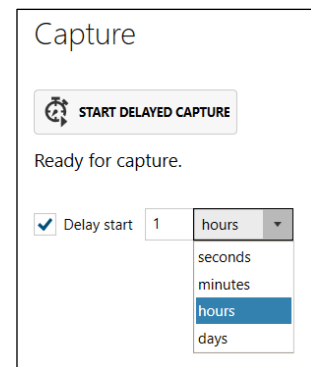 Capture
START DELAYED CAPTURE
Ready for capture.
Delay start 1 hours
seconds
minutes
hours
days